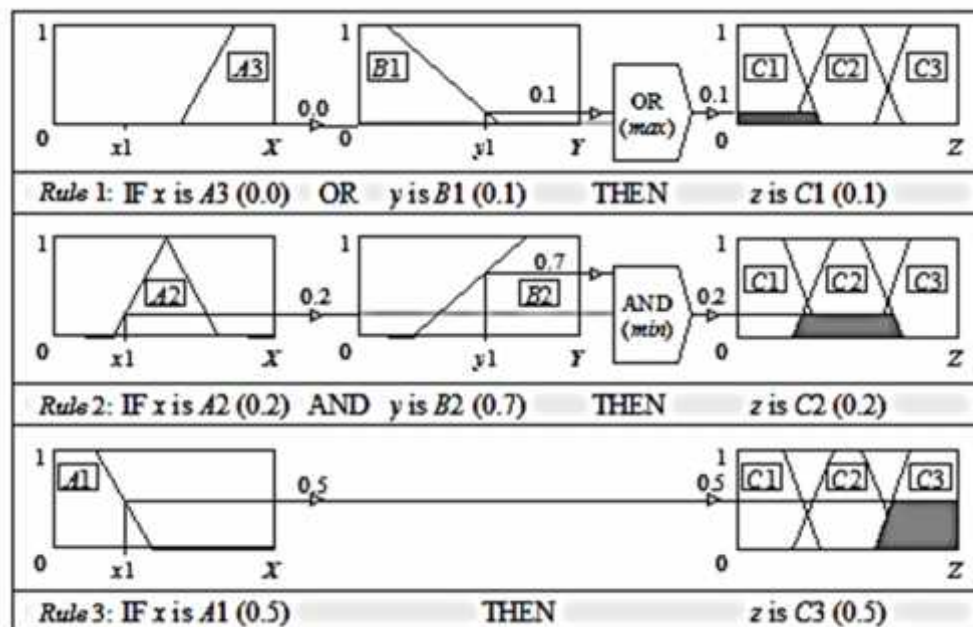 1
A3
0
x1
X
0.0
1
B1
0.1
0
y1
Y
OR
(max)
0.1
1
C1
C2
C3
0
Z
Rule 1: IF x is A3 (0.0) OR y is B1 (0.1) THEN z is C1 (0.1)
1
A2
0
x1
X
0.2
1
0.7
B2
0
y1
Y
AND
(min)
0.2
1
C1
C2
C3
0
Z
Rule 2: IF x is A2 (0.2) AND y is B2 (0.7) THEN z is C2 (0.2)
1
A1
0
x1
X
0.5
0.5
1
C1
C2
C3
0
Z
Rule 3: IF x is A1 (0.5) THEN z is C3 (0.5)